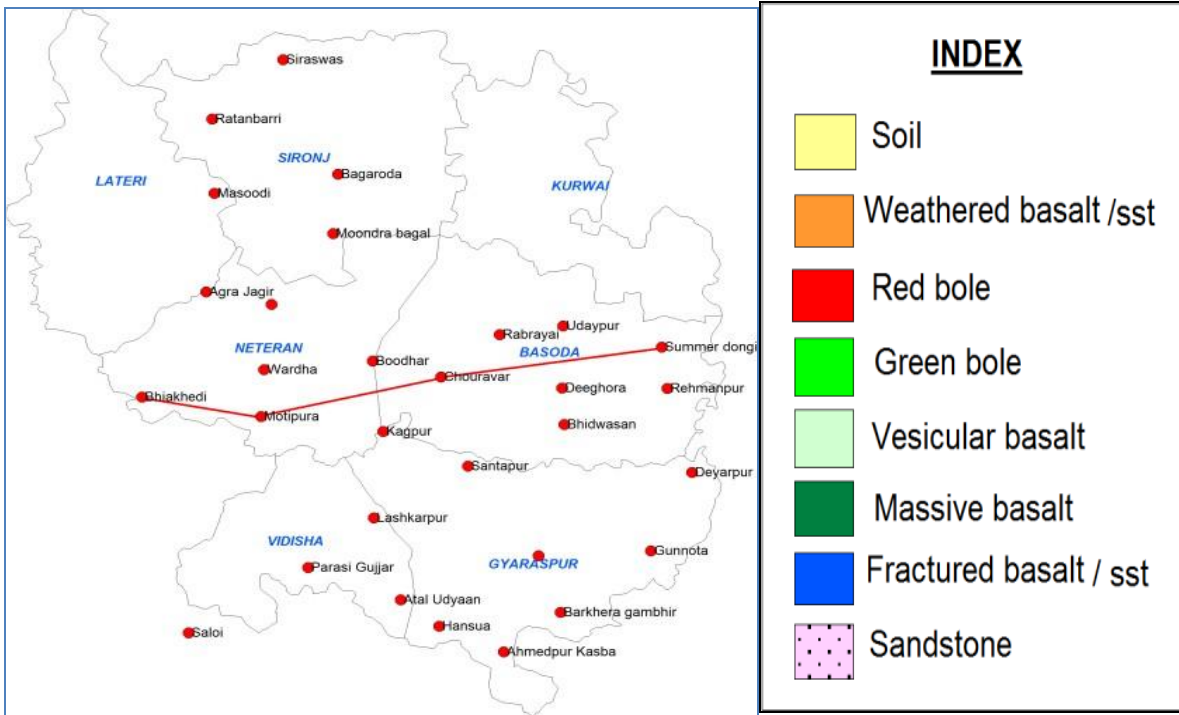 Siraswas
Ratanbarri
SIRONJ
Bagaroda
LATERI
KURWAI
Masoodi
Moondra bagal
Agra Jagir
Udaypur
Rabrayai
NETERAN
BASODA
Summer dongi
Boodhar
Wardha
Chouravar
Deeghora
Rehmanpur
Bhiakhedi
Motipura
Bhidwasan
Kagpur
Santapur
Deyarpur
Lashkarpur
VIDISHA
Gunnota
GYARASPUR
Parasi Gujjar
Atal Udyaan
Barkhera gambhir
Hansua
Saloi
Ahmedpur Kasba
INDEX
Soil
Weathered basalt /sst
Red bole
Green bole
Vesicular basalt
Massive basalt
Fractured basalt / sst
Sandstone